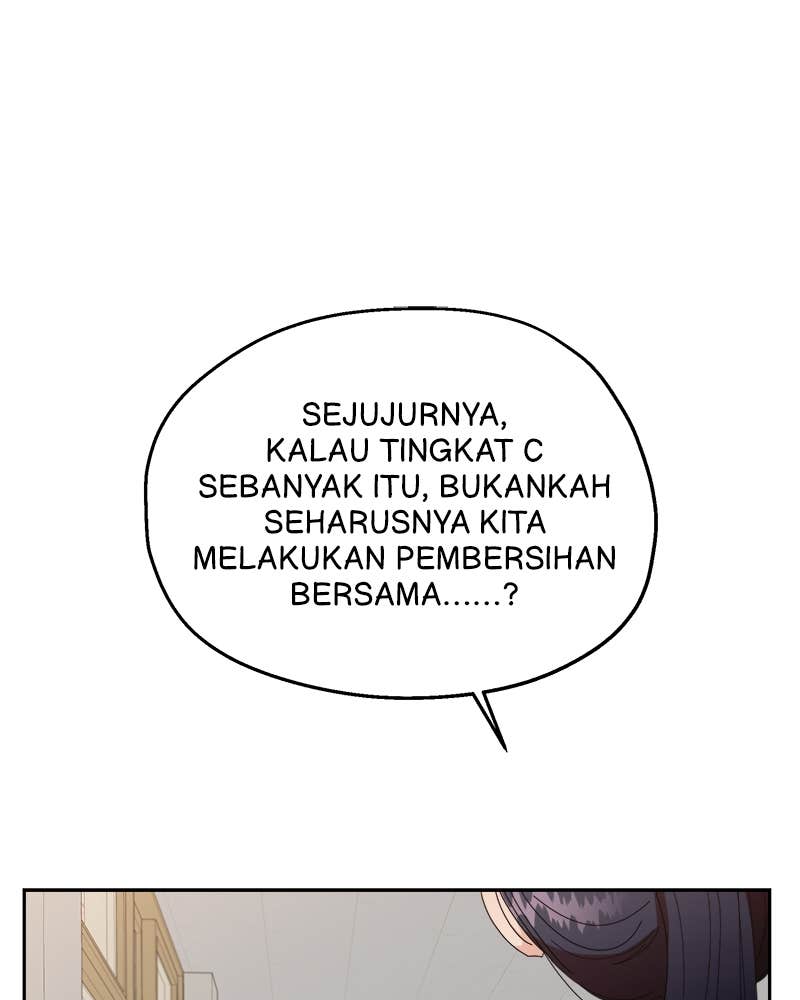 SEJUJURNYA,
KALAU TINGKAT C
SEBANYAK ITU, BUKANKAH
SEHARUSNYA KITA
MELAKUKAN PEMBERSIHAN
BERSAMA......?